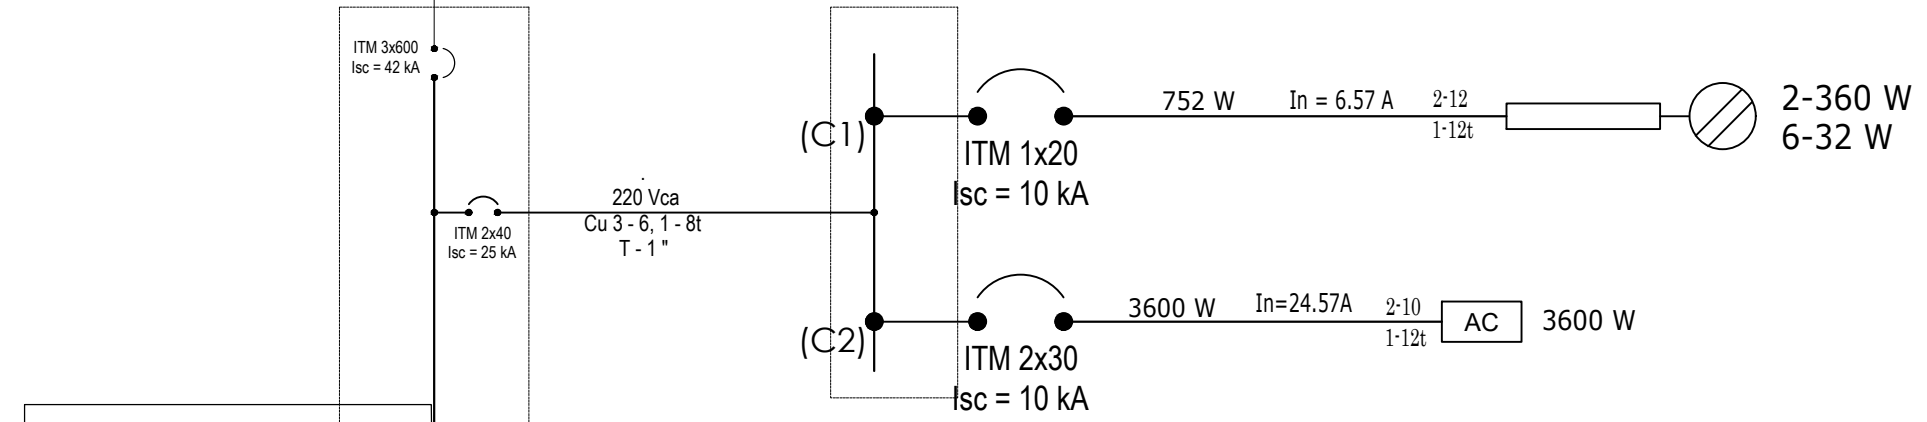 ITM 3x600
Isc = 42 kA
752 W
In = 6.57 A
2-12
1-12t
2-360 W
6-32 W
(C1)
ITM 1x20
Isc = 10 kA
220 Vca
Cu 3 - 6, 1 - 8t
T - 1 "
ITM 2x40
Isc = 25 kA
3600 W
In=24.57A
2-10
1-12t
AC
3600 W
(C2)
ITM 2x30
Isc = 10 kA